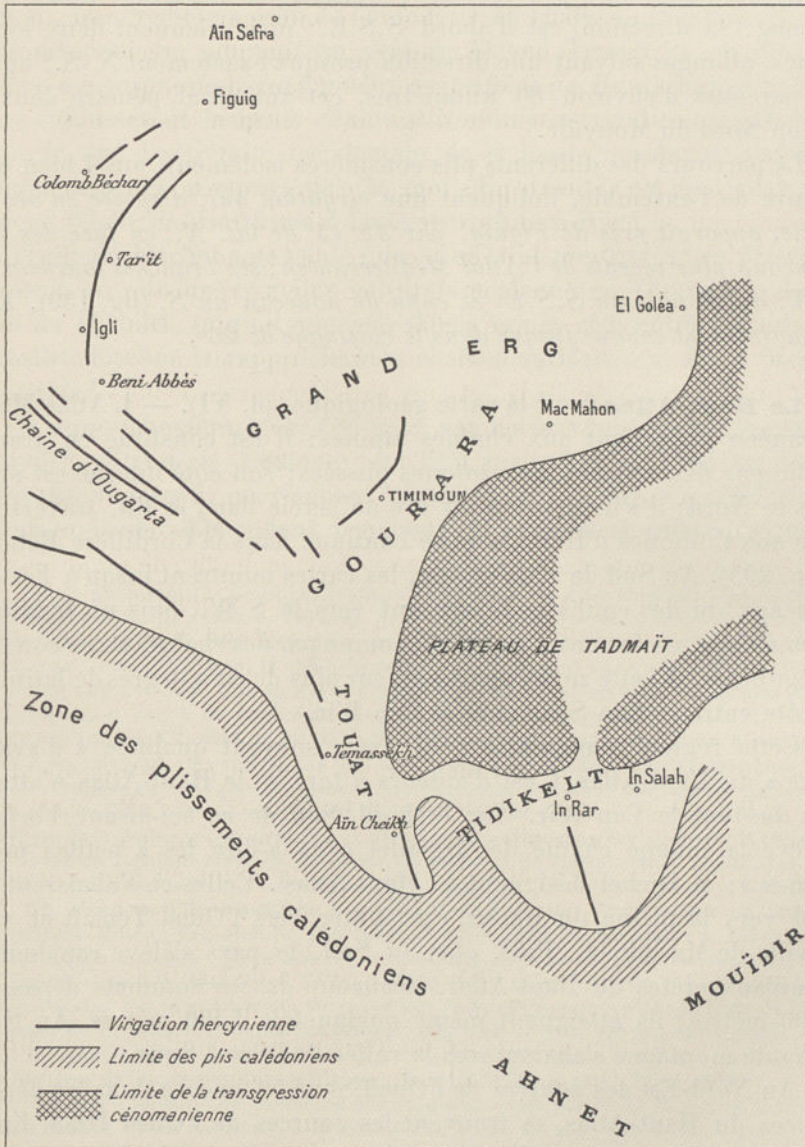 Aïn Sefra
Figuig
Colomb Béchar
Tar'it
Igli
Beni Abbès
El Goléa
GRAND ERG
Mac Mahon
Chaîne d'Ougarta
TIMIMOUN
GOURARA
PLATEAU DE TADMAÏT
TOUAT
Zone des plissements calédoniens
Temassekh
TIDIKELT
In Salah
In Rar
Aïn Cheikh
MOUÏDIR
AHNET
Virgation hercynienne
Limite des plis calédoniens
Limite de la transgression
cénomanienne